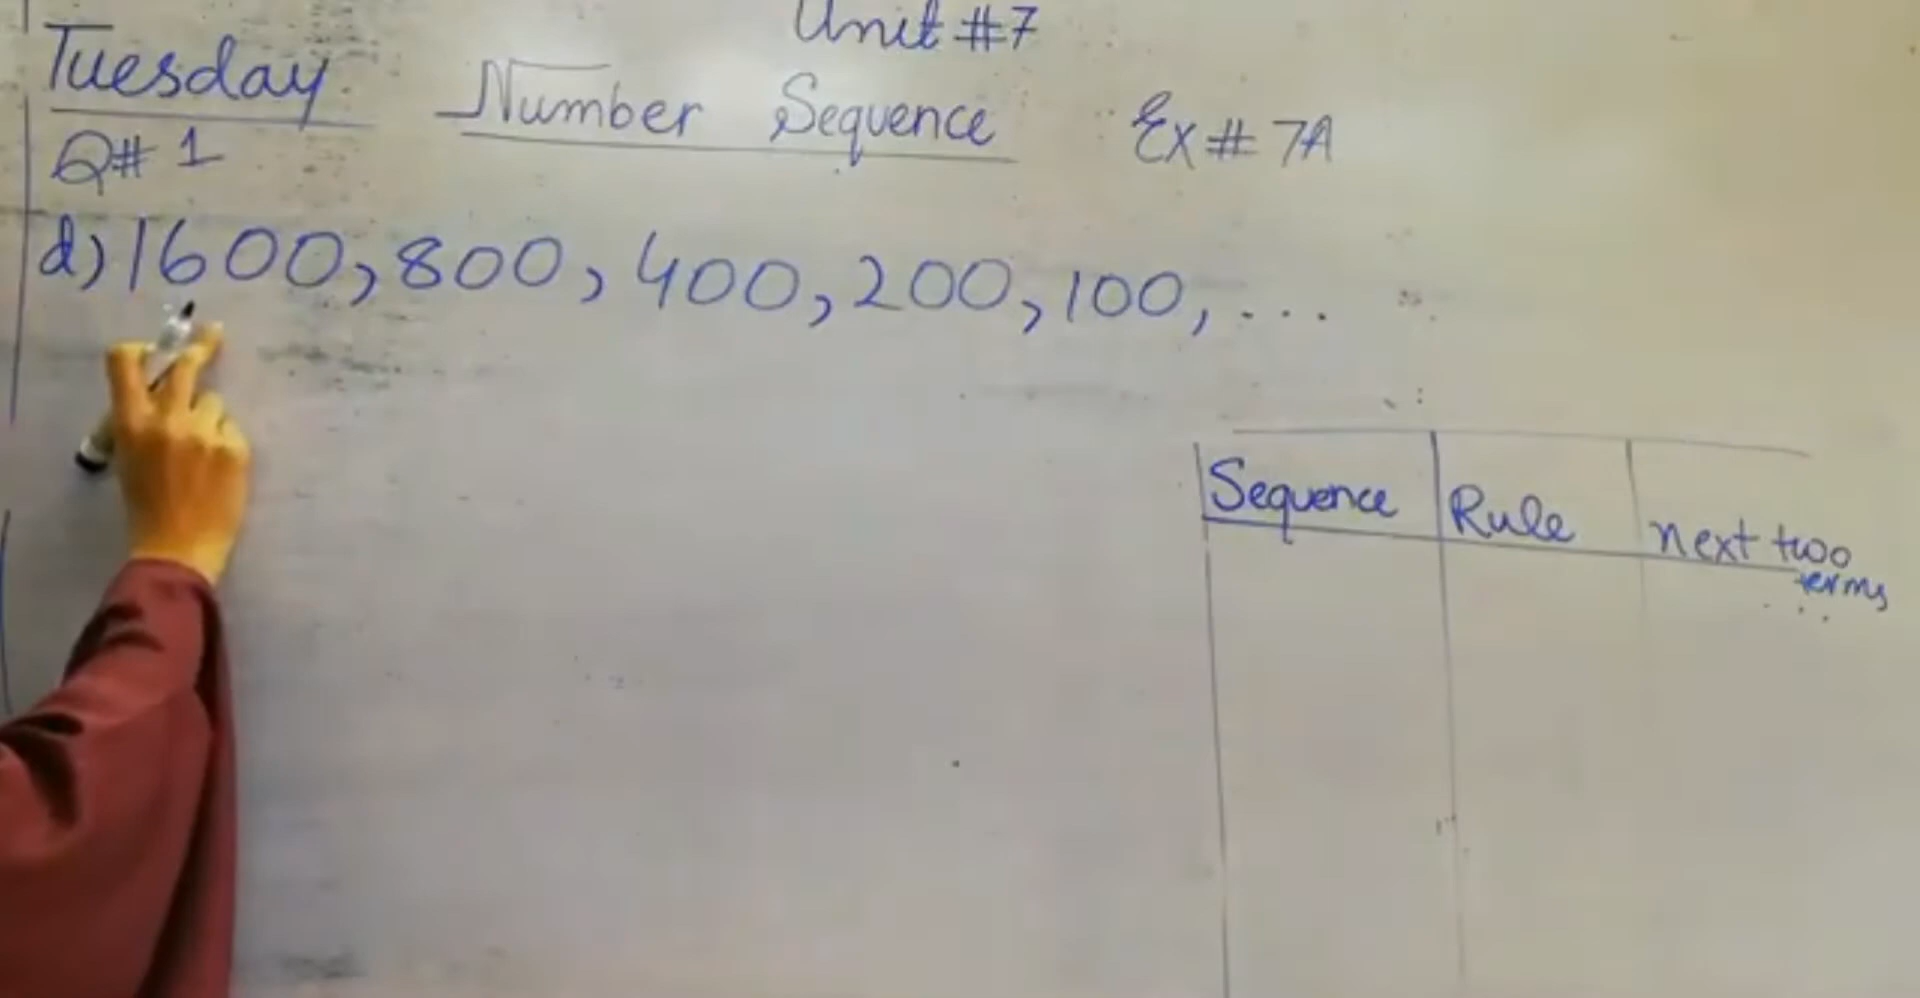 Unit #7
Tuesday
Number Sequence
Ex # 7A
Q# 1
d) 1600, 800, 400, 200, 100, ...
Sequence
Rule
next two
terms